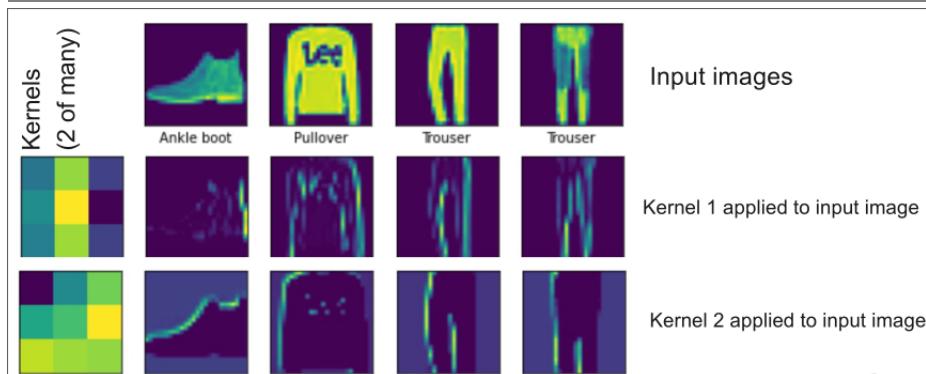 Kernels
(2 of many)
Lee
Input images
Ankle boot
Pullover
Trouser
Trouser
Kernel 1 applied to input image
Kernel 2 applied to input image